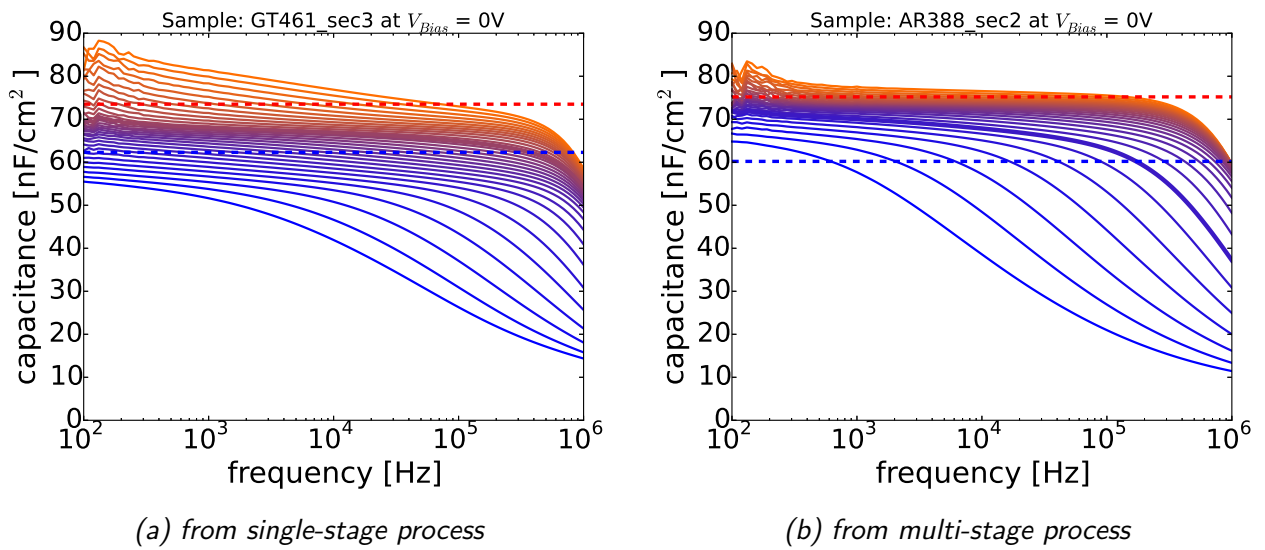 Sample: GT461_sec3 at V_Bias = 0V
capacitance [nF/cm²]
90
80
70
60
50
40
30
20
10
0
10² 10³ 10⁴ 10⁵ 10⁶
frequency [Hz]
(a) from single-stage process
Sample: AR388_sec2 at V_Bias = 0V
capacitance [nF/cm²]
90
80
70
60
50
40
30
20
10
0
10² 10³ 10⁴ 10⁵ 10⁶
frequency [Hz]
(b) from multi-stage process